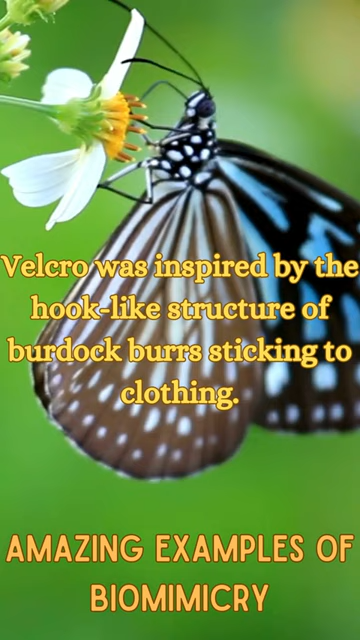 Velcro was inspired by the
hook-like structure of
burdock burrs sticking to
clothing.
AMAZING EXAMPLES OF
BIOMIMICRY